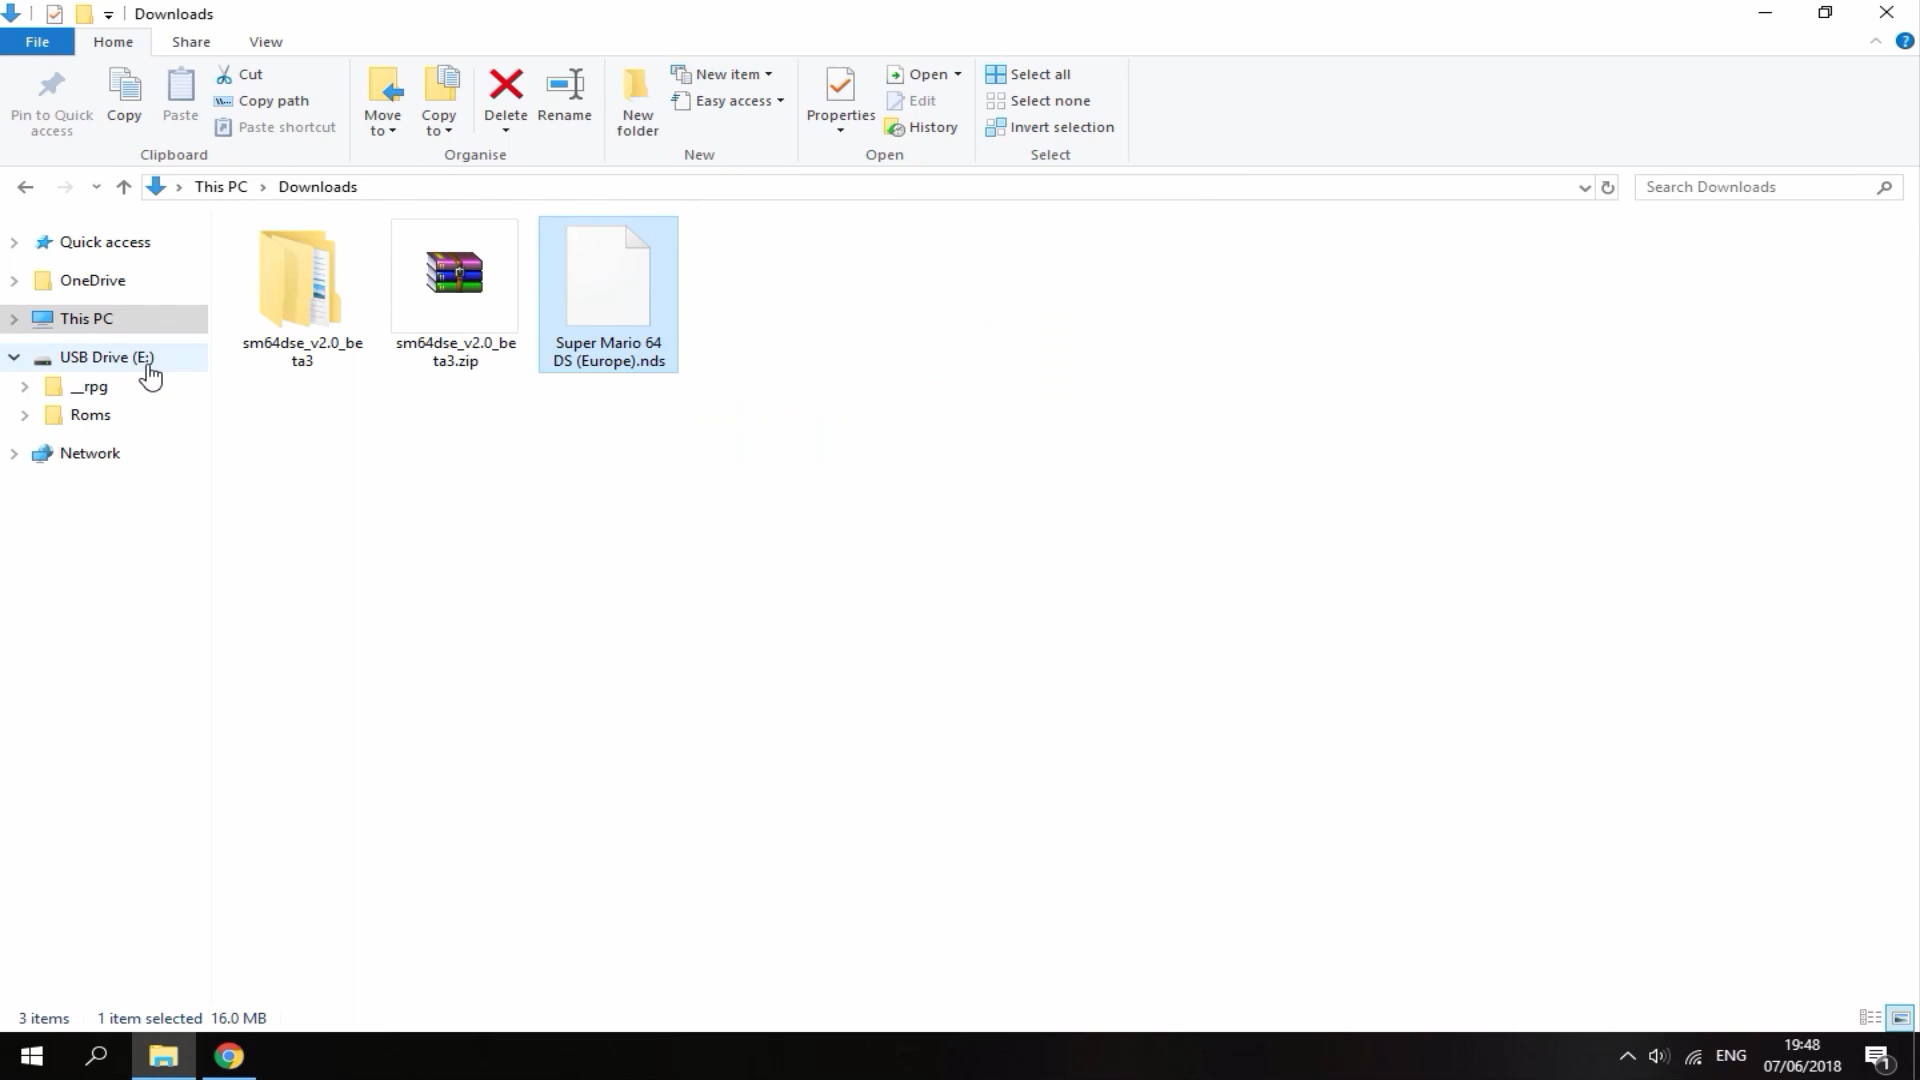 Downloads
File Home Share View
Pin to Quick access
Copy
Paste
Cut
Copy path
Paste shortcut
Clipboard
Move to
Copy to
Delete
Rename
Organise
New folder
New item
Easy access
New
Properties
Open
Edit
History
Open
Select all
Select none
Invert selection
Select
This PC > Downloads
Search Downloads
Quick access
OneDrive
This PC
USB Drive (E:)
__rpg
Roms
Network
sm64dse_v2.0_be
ta3
sm64dse_v2.0_be
ta3.zip
Super Mario 64
DS (Europe).nds
3 items 1 item selected 16.0 MB
ENG
19:48
07/06/2018
1